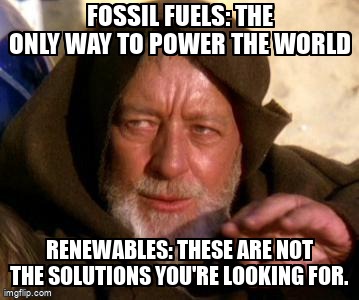 FOSSIL FUELS: THE
ONLY WAY TO POWER THE WORLD
RENEWABLES: THESE ARE NOT
THE SOLUTIONS YOU'RE LOOKING FOR.
imgflip.com